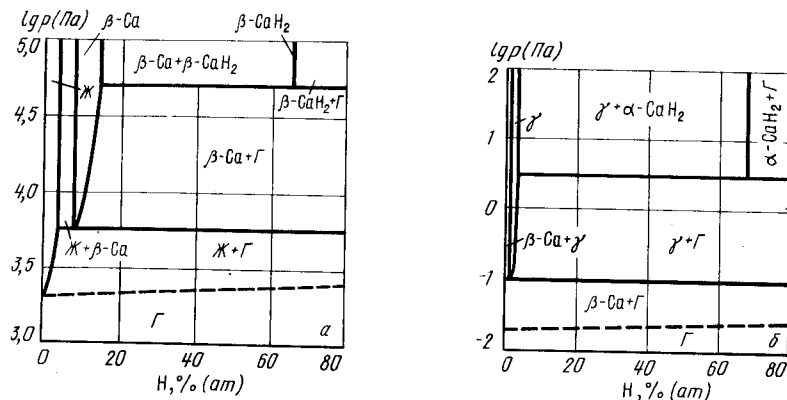 lgp(Па)
β-Ca
β-CaH₂
5,0
4,5
4,0
3,5
3,0
Ж
β-Ca+β-CaH₂
β-CaH₂+Г
β-Ca+Г
Ж+β-Ca
Ж+Г
Г
а
0
20
40
60
80
H,% (ат)
lgp(Па)
2
1
0
-1
-2
γ
γ+α-CaH₂
α-CaH₂+Г
β-Ca+γ
γ+Г
β-Ca+Г
Г
б
0
20
40
60
80
H,% (ат)